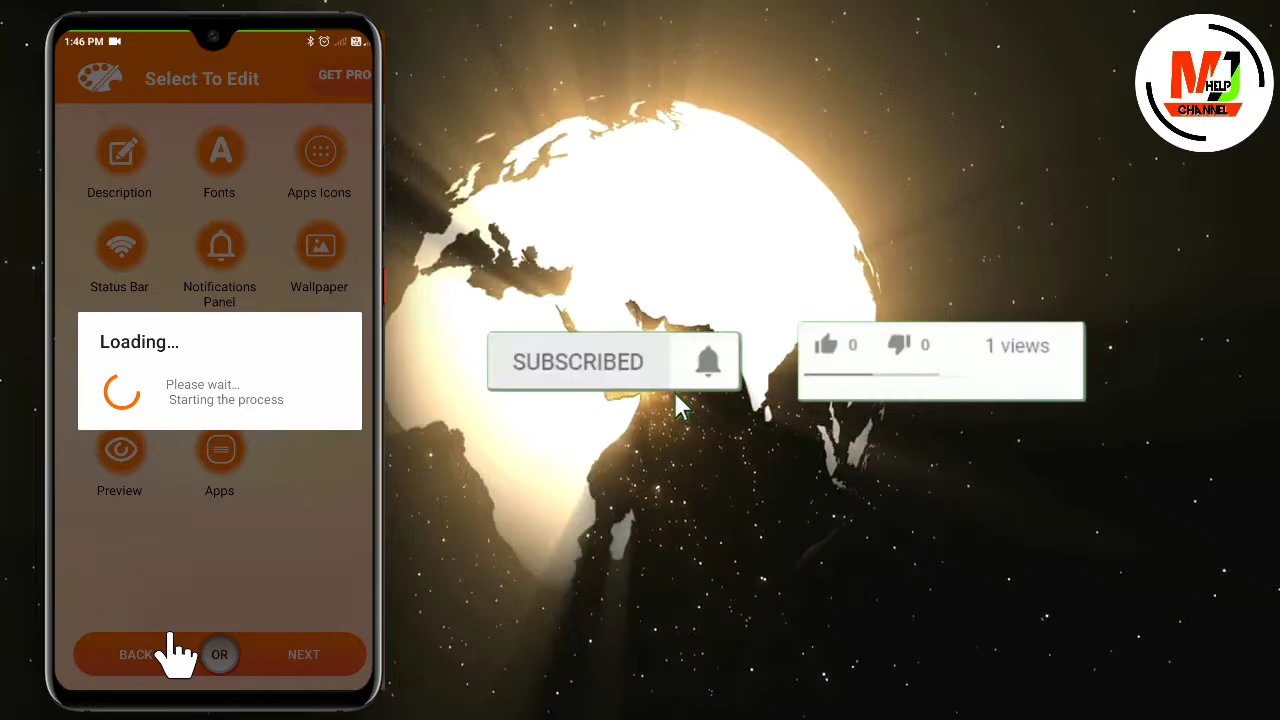 1:46 PM
Select To Edit
GET PRO
Description
Fonts
Apps Icons
Status Bar
Notifications
Panel
Wallpaper
Loading...
Please wait...
Starting the process
Preview
Apps
BACK
OR
NEXT
SUBSCRIBED
0
0
1 views
MJ
HELP
CHANNEL